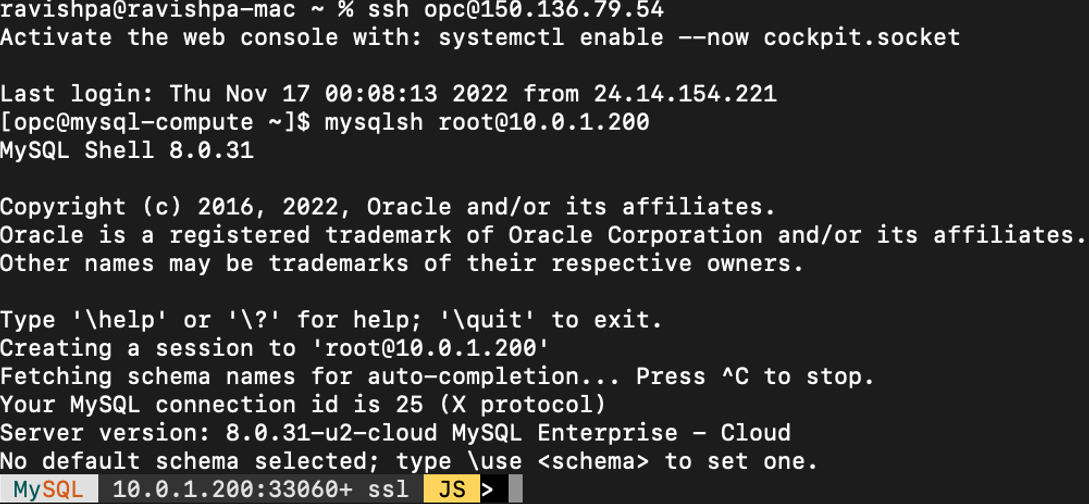 ravishpa@ravishpa-mac ~ % ssh opc@150.136.79.54
Activate the web console with: systemctl enable --now cockpit.socket
Last login: Thu Nov 17 00:08:13 2022 from 24.14.154.221
[opc@mysql-compute ~]$ mysqlsh root@10.0.1.200
MySQL Shell 8.0.31
Copyright (c) 2016, 2022, Oracle and/or its affiliates.
Oracle is a registered trademark of Oracle Corporation and/or its affiliates.
Other names may be trademarks of their respective owners.
Type '\help' or '\?' for help; '\quit' to exit.
Creating a session to 'root@10.0.1.200'
Fetching schema names for auto-completion... Press ^C to stop.
Your MySQL connection id is 25 (X protocol)
Server version: 8.0.31-u2-cloud MySQL Enterprise - Cloud
No default schema selected; type \use <schema> to set one.
MySQL 10.0.1.200:33060+ ssl JS >